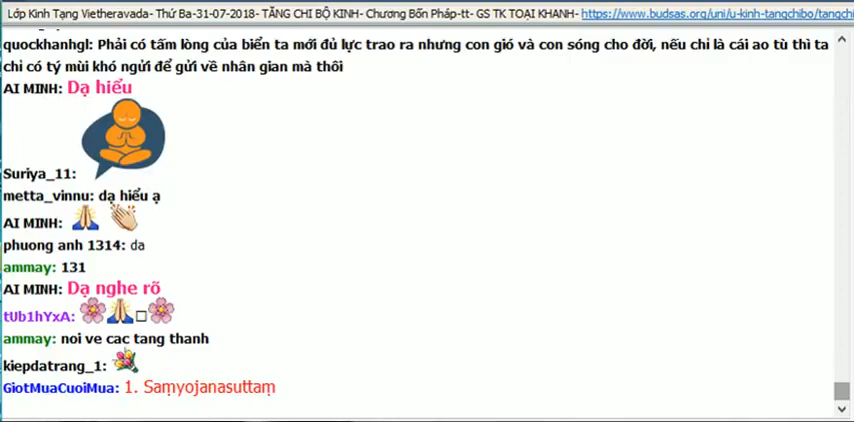 Lớp Kinh Tạng Vietheravada- Thứ Ba-31-07-2018- TĂNG CHI BỘ KINH- Chương Bốn Pháp-tt- GS TK TOẠI KHANH- https://www.budsas.org/uni/u-kinh-tangchibo/tangchi
quockhanhgl: Phải có tấm lòng của biển ta mới đủ lực trao ra nhưng con gió và con sóng cho đời, nếu chỉ là cái ao tù thì ta
chỉ có tý mùi khó ngửi để gửi về nhân gian mà thôi
AI MINH: Dạ hiểu
Suriya_11:
metta_vinnu: dạ hiểu ạ
AI MINH:
phuong anh 1314: da
ammay: 131
AI MINH: Dạ nghe rõ
tUb1hYxA:
ammay: noi ve cac tang thanh
kiepdatrang_1:
GiotMuaCuoiMua: 1. Saṃyojanasuttaṃ